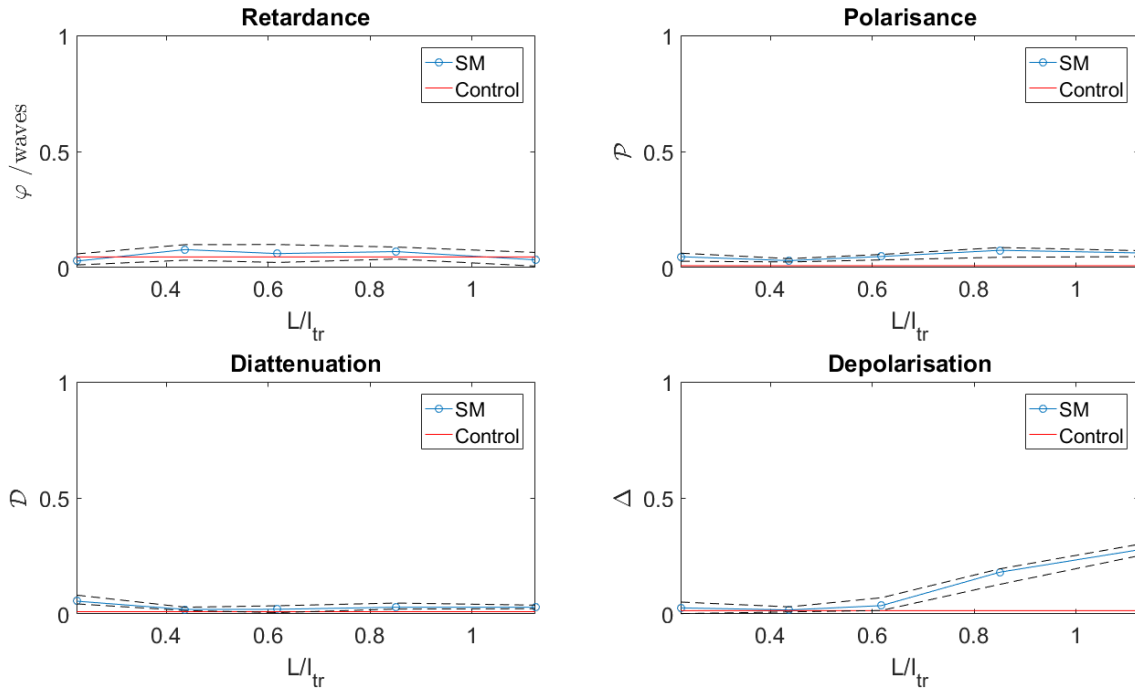 Retardance
1
SM
Control
φ /waves
0.5
0
0.4 0.6 0.8 1
L/l_tr
Polarisance
1
SM
Control
𝒫
0.5
0
0.4 0.6 0.8 1
L/l_tr
Diattenuation
1
SM
Control
𝒟
0.5
0
0.4 0.6 0.8 1
L/l_tr
Depolarisation
1
SM
Control
Δ
0.5
0
0.4 0.6 0.8 1
L/l_tr